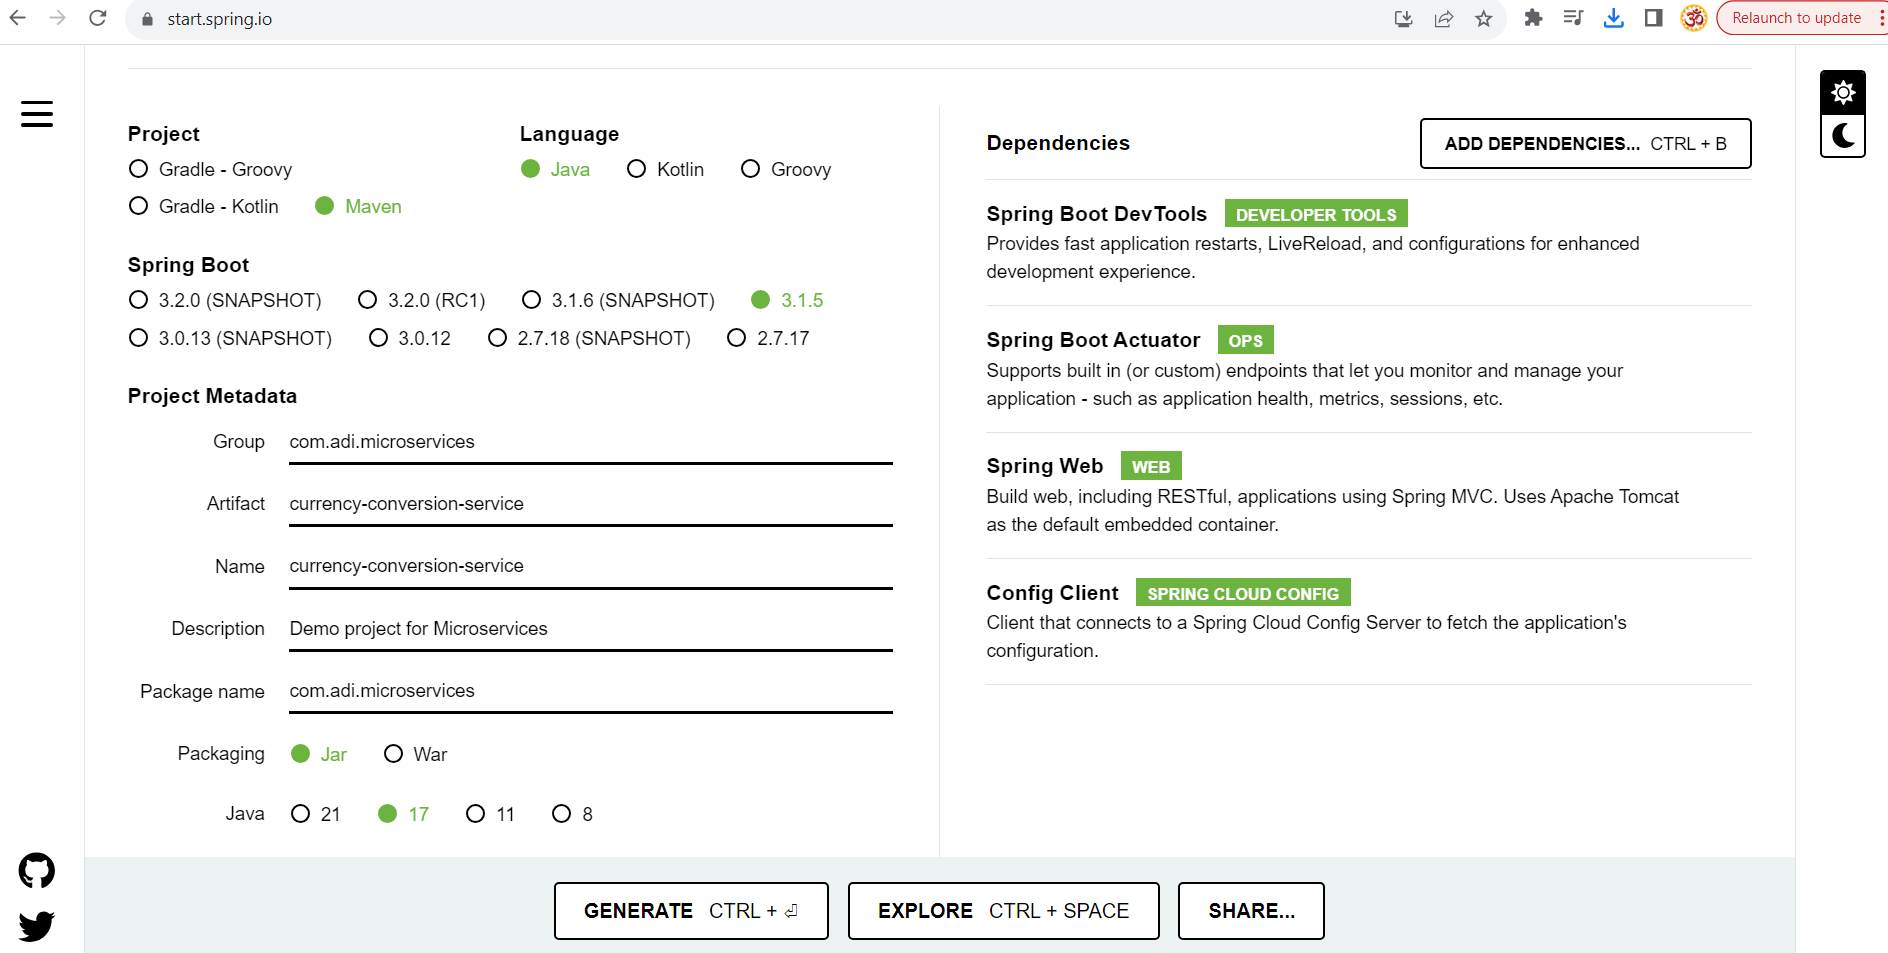 start.spring.io
Relaunch to update
Project
Gradle - Groovy
Gradle - Kotlin Maven
Language
Java Kotlin Groovy
Spring Boot
3.2.0 (SNAPSHOT) 3.2.0 (RC1) 3.1.6 (SNAPSHOT) 3.1.5
3.0.13 (SNAPSHOT) 3.0.12 2.7.18 (SNAPSHOT) 2.7.17
Project Metadata
Group com.adi.microservices
Artifact currency-conversion-service
Name currency-conversion-service
Description Demo project for Microservices
Package name com.adi.microservices
Packaging Jar War
Java 21 17 11 8
Dependencies
ADD DEPENDENCIES... CTRL + B
Spring Boot DevTools DEVELOPER TOOLS
Provides fast application restarts, LiveReload, and configurations for enhanced
development experience.
Spring Boot Actuator OPS
Supports built in (or custom) endpoints that let you monitor and manage your
application - such as application health, metrics, sessions, etc.
Spring Web WEB
Build web, including RESTful, applications using Spring MVC. Uses Apache Tomcat
as the default embedded container.
Config Client SPRING CLOUD CONFIG
Client that connects to a Spring Cloud Config Server to fetch the application's
configuration.
GENERATE CTRL + ⏎
EXPLORE CTRL + SPACE
SHARE...